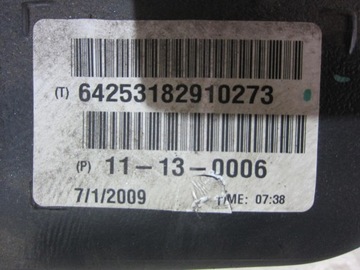 (T) 64253182910273
(P) 11-13-0006
7/1/2009 TIME: 07:38